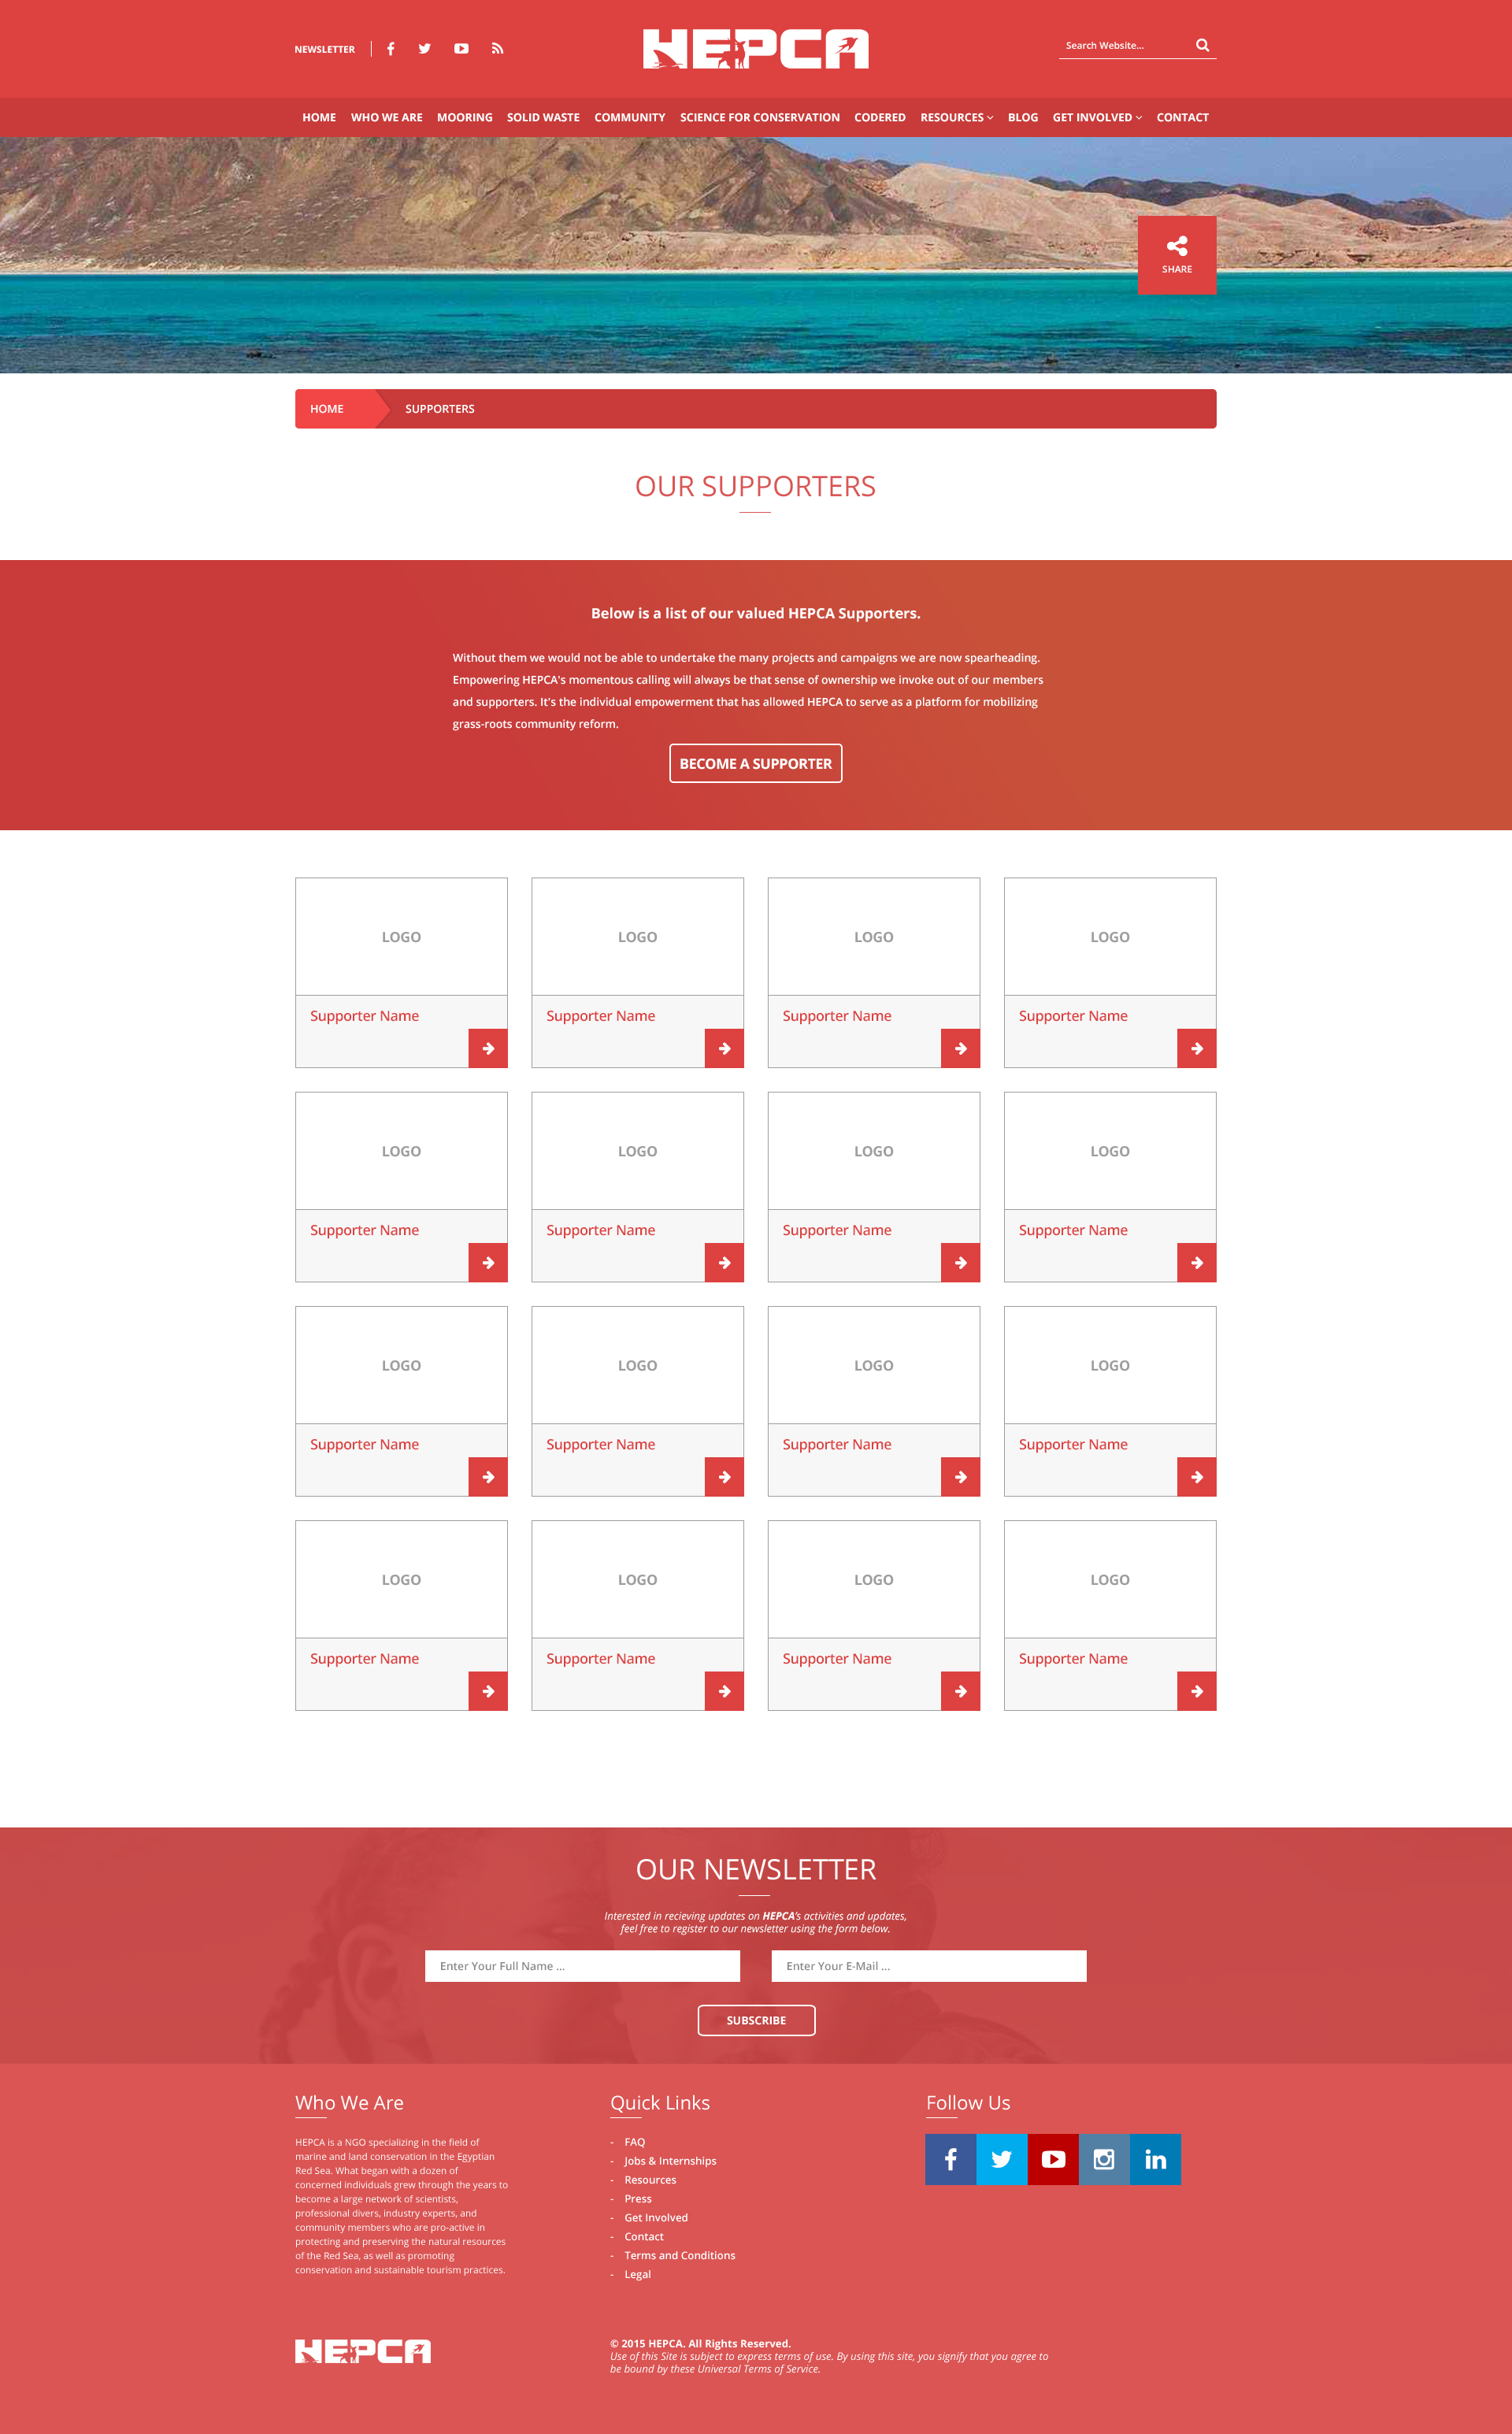 NEWSLETTER
HEPCA
Search Website...
HOME WHO WE ARE MOORING SOLID WASTE COMMUNITY SCIENCE FOR CONSERVATION CODERED RESOURCES BLOG GET INVOLVED CONTACT
SHARE
HOME SUPPORTERS
OUR SUPPORTERS
Below is a list of our valued HEPCA Supporters.
Without them we would not be able to undertake the many projects and campaigns we are now spearheading.
Empowering HEPCA's momentous calling will always be that sense of ownership we invoke out of our members
and supporters. It's the individual empowerment that has allowed HEPCA to serve as a platform for mobilizing
grass-roots community reform.
BECOME A SUPPORTER
LOGO LOGO LOGO LOGO
Supporter Name Supporter Name Supporter Name Supporter Name
LOGO LOGO LOGO LOGO
Supporter Name Supporter Name Supporter Name Supporter Name
LOGO LOGO LOGO LOGO
Supporter Name Supporter Name Supporter Name Supporter Name
LOGO LOGO LOGO LOGO
Supporter Name Supporter Name Supporter Name Supporter Name
OUR NEWSLETTER
Interested in recieving updates on HEPCA's activities and updates,
feel free to register to our newsletter using the form below.
Enter Your Full Name ... Enter Your E-Mail ...
SUBSCRIBE
Who We Are
HEPCA is a NGO specializing in the field of
marine and land conservation in the Egyptian
Red Sea. What began with a dozen of
concerned individuals grew through the years to
become a large network of scientists,
professional divers, industry experts, and
community members who are pro-active in
protecting and preserving the natural resources
of the Red Sea, as well as promoting
conservation and sustainable tourism practices.
Quick Links
- FAQ
- Jobs & Internships
- Resources
- Press
- Get Involved
- Contact
- Terms and Conditions
- Legal
Follow Us
HEPCA
© 2015 HEPCA. All Rights Reserved.
Use of this Site is subject to express terms of use. By using this site, you signify that you agree to
be bound by these Universal Terms of Service.